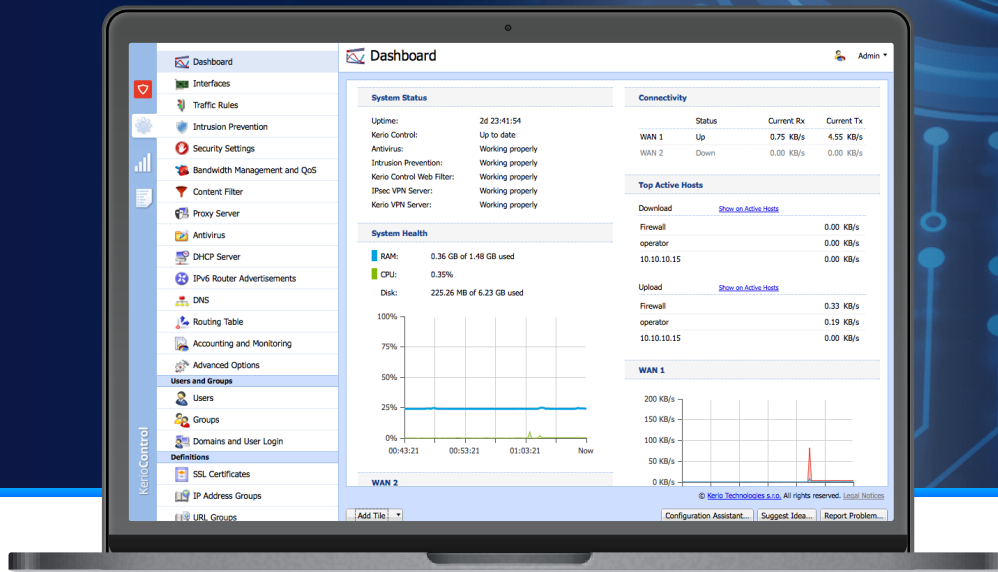 Dashboard
Interfaces
Traffic Rules
Intrusion Prevention
Security Settings
Bandwidth Management and QoS
Content Filter
Proxy Server
Antivirus
DHCP Server
IPv6 Router Advertisements
DNS
Routing Table
Accounting and Monitoring
Advanced Options
Users and Groups
Users
Groups
Domains and User Login
Definitions
SSL Certificates
IP Address Groups
URL Groups
KerioControl
Dashboard
Admin
System Status
Uptime: 2d 23:41:54
Kerio Control: Up to date
Antivirus: Working properly
Intrusion Prevention: Working properly
Kerio Control Web Filter: Working properly
IPsec VPN Server: Working properly
Kerio VPN Server: Working properly
System Health
RAM: 0.36 GB of 1.48 GB used
CPU: 0.35%
Disk: 225.26 MB of 6.23 GB used
100%
75%
50%
25%
0%
00:43:21 00:53:21 01:03:21 Now
WAN 2
Connectivity
Status Current Rx Current Tx
WAN 1 Up 0.75 KB/s 4.55 KB/s
WAN 2 Down 0.00 KB/s 0.00 KB/s
Top Active Hosts
Download Show on Active Hosts
Firewall 0.00 KB/s
operator 0.00 KB/s
10.10.10.15 0.00 KB/s
Upload Show on Active Hosts
Firewall 0.33 KB/s
operator 0.19 KB/s
10.10.10.15 0.00 KB/s
WAN 1
200 KB/s
150 KB/s
100 KB/s
50 KB/s
0 KB/s
© Kerio Technologies s.r.o. All rights reserved. Legal Notices
Add Tile Configuration Assistant... Suggest Idea... Report Problem...